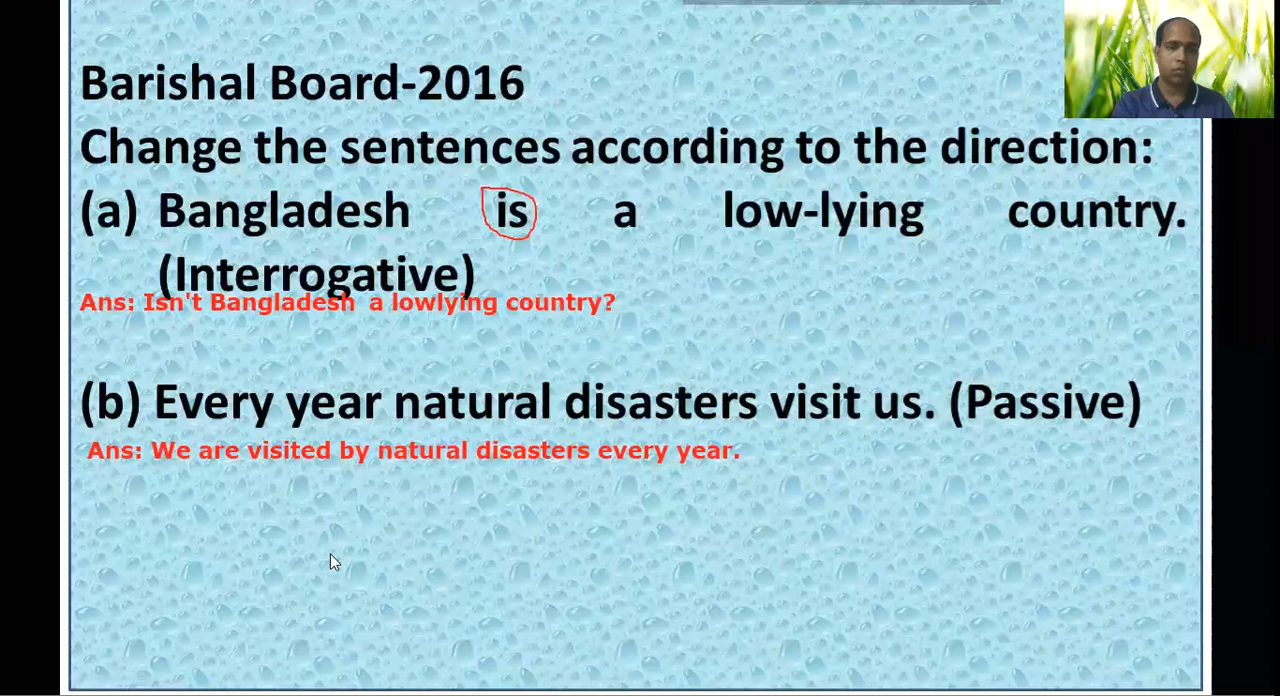 Barishal Board-2016
Change the sentences according to the direction:
(a) Bangladesh is a low-lying country.
(Interrogative)
Ans: Isn't Bangladesh a lowlying country?
(b) Every year natural disasters visit us. (Passive)
Ans: We are visited by natural disasters every year.